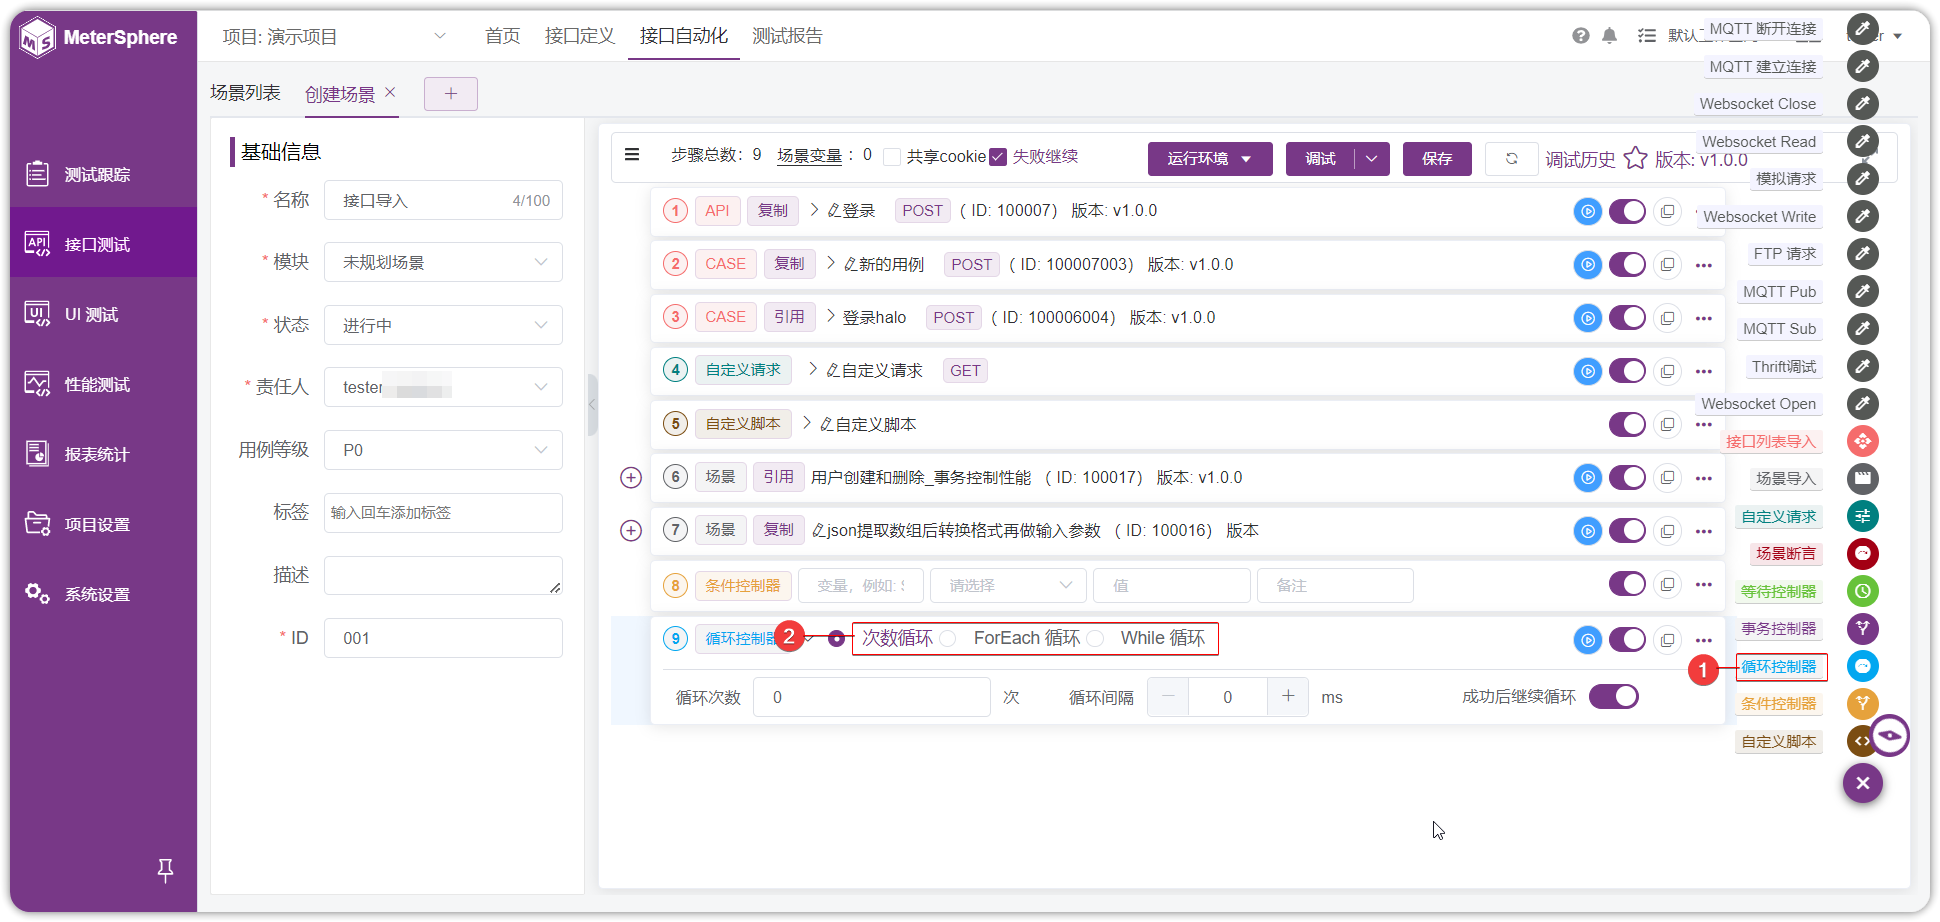 MeterSphere
项目: 演示项目
首页
接口定义
接口自动化
测试报告
测试跟踪
接口测试
UI 测试
性能测试
报表统计
项目设置
系统设置
场景列表
创建场景
基础信息
* 名称
接口导入
4/100
* 模块
未规划场景
* 状态
进行中
* 责任人
tester
用例等级
P0
标签
输入回车添加标签
描述
* ID
001
步骤总数: 9 场景变量 : 0 共享cookie 失败继续
运行环境
调试
保存
调试历史
版本: v1.0.0
1 API 复制 登录 POST ( ID: 100007) 版本: v1.0.0
2 CASE 复制 新的用例 POST ( ID: 100007003) 版本: v1.0.0
3 CASE 引用 登录halo POST ( ID: 100006004) 版本: v1.0.0
4 自定义请求 自定义请求 GET
5 自定义脚本 自定义脚本
6 场景 引用 用户创建和删除_事务控制性能 ( ID: 100017) 版本: v1.0.0
7 场景 复制 json提取数组后转换格式再做输入参数 ( ID: 100016) 版本
8 条件控制器 变量, 例如: 请选择 值 备注
9 循环控制器 2 次数循环 ForEach 循环 While 循环
循环次数 0 次 循环间隔 0 ms 成功后继续循环
MQTT 断开连接
MQTT 建立连接
Websocket Close
Websocket Read
模拟请求
Websocket Write
FTP 请求
MQTT Pub
MQTT Sub
Thrift调试
Websocket Open
接口列表导入
场景导入
自定义请求
场景断言
等待控制器
事务控制器
1 循环控制器
条件控制器
自定义脚本